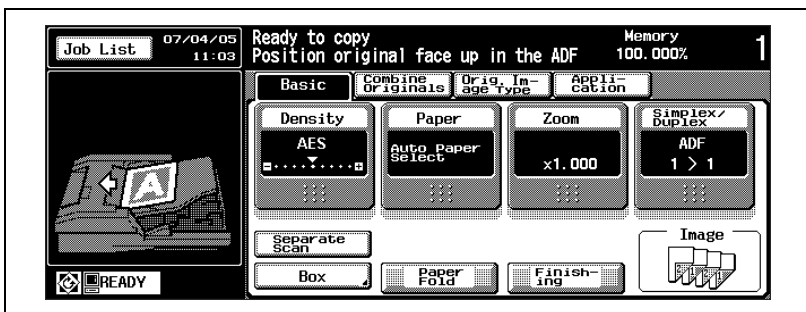 Job List
07/04/05
11:03
Ready to copy
Position original face up in the ADF
Memory
100.000%
1
Basic
Combine
Originals
Orig. Im-
age Type
Appli-
cation
Density
AES
Paper
Auto Paper
Select
Zoom
x1.000
Simplex/
Duplex
ADF
1 > 1
A
Separate
Scan
Box
Paper
Fold
Finish-
ing
Image
READY